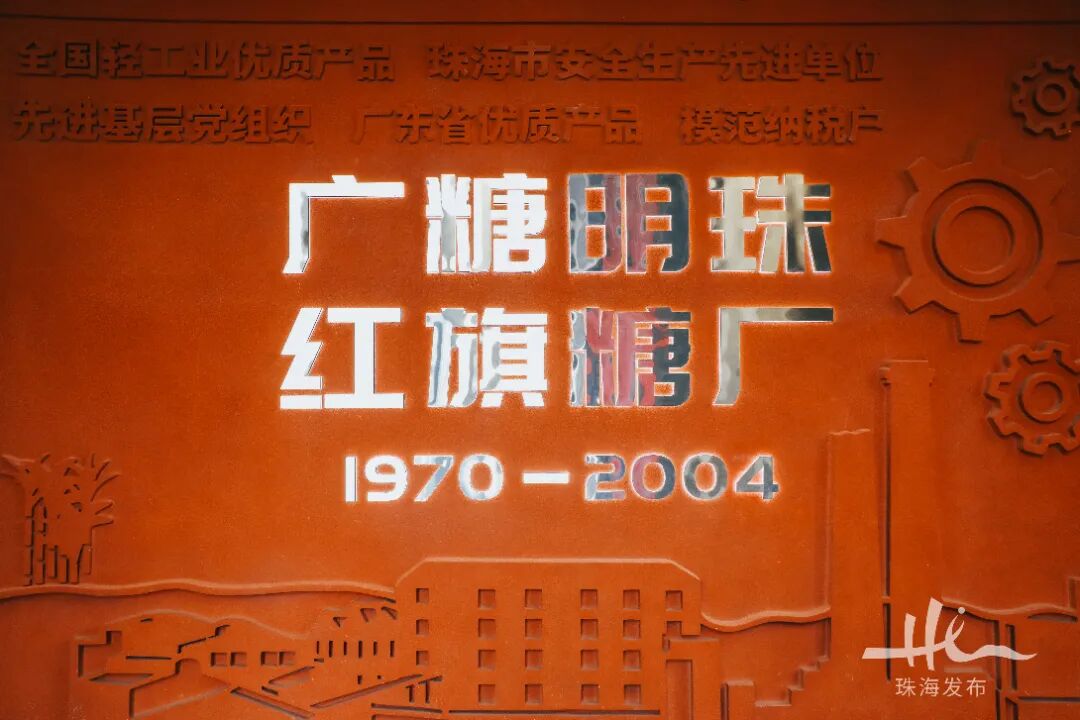 全国轻工业优质产品 珠海市安全生产先进单位
先进基层党组织 广东省优质产品 模范纳税户
广糖明珠
红旗糖厂
1970-2004
珠海发布